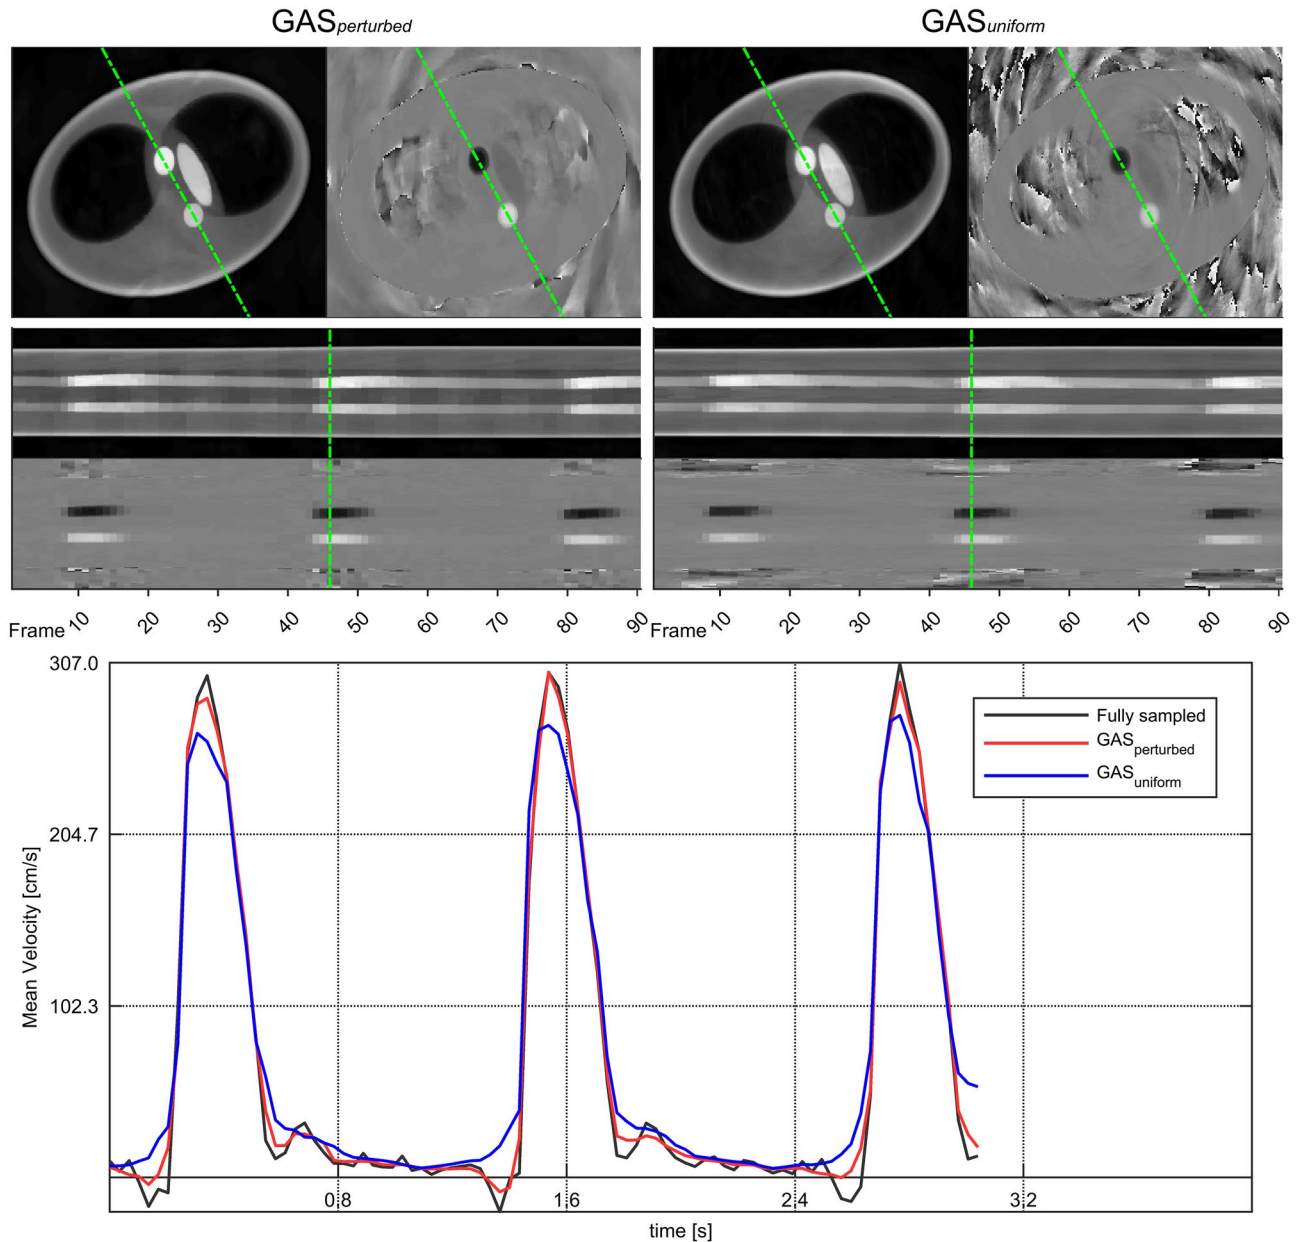 GASperturbed GASuniform
Frame 10 20 30 40 50 60 70 80 90 Frame 10 20 30 40 50 60 70 80 90
307.0
204.7
102.3
Mean Velocity [cm/s]
Fully sampled
GASperturbed
GASuniform
0.8 1.6 2.4 3.2
time [s]